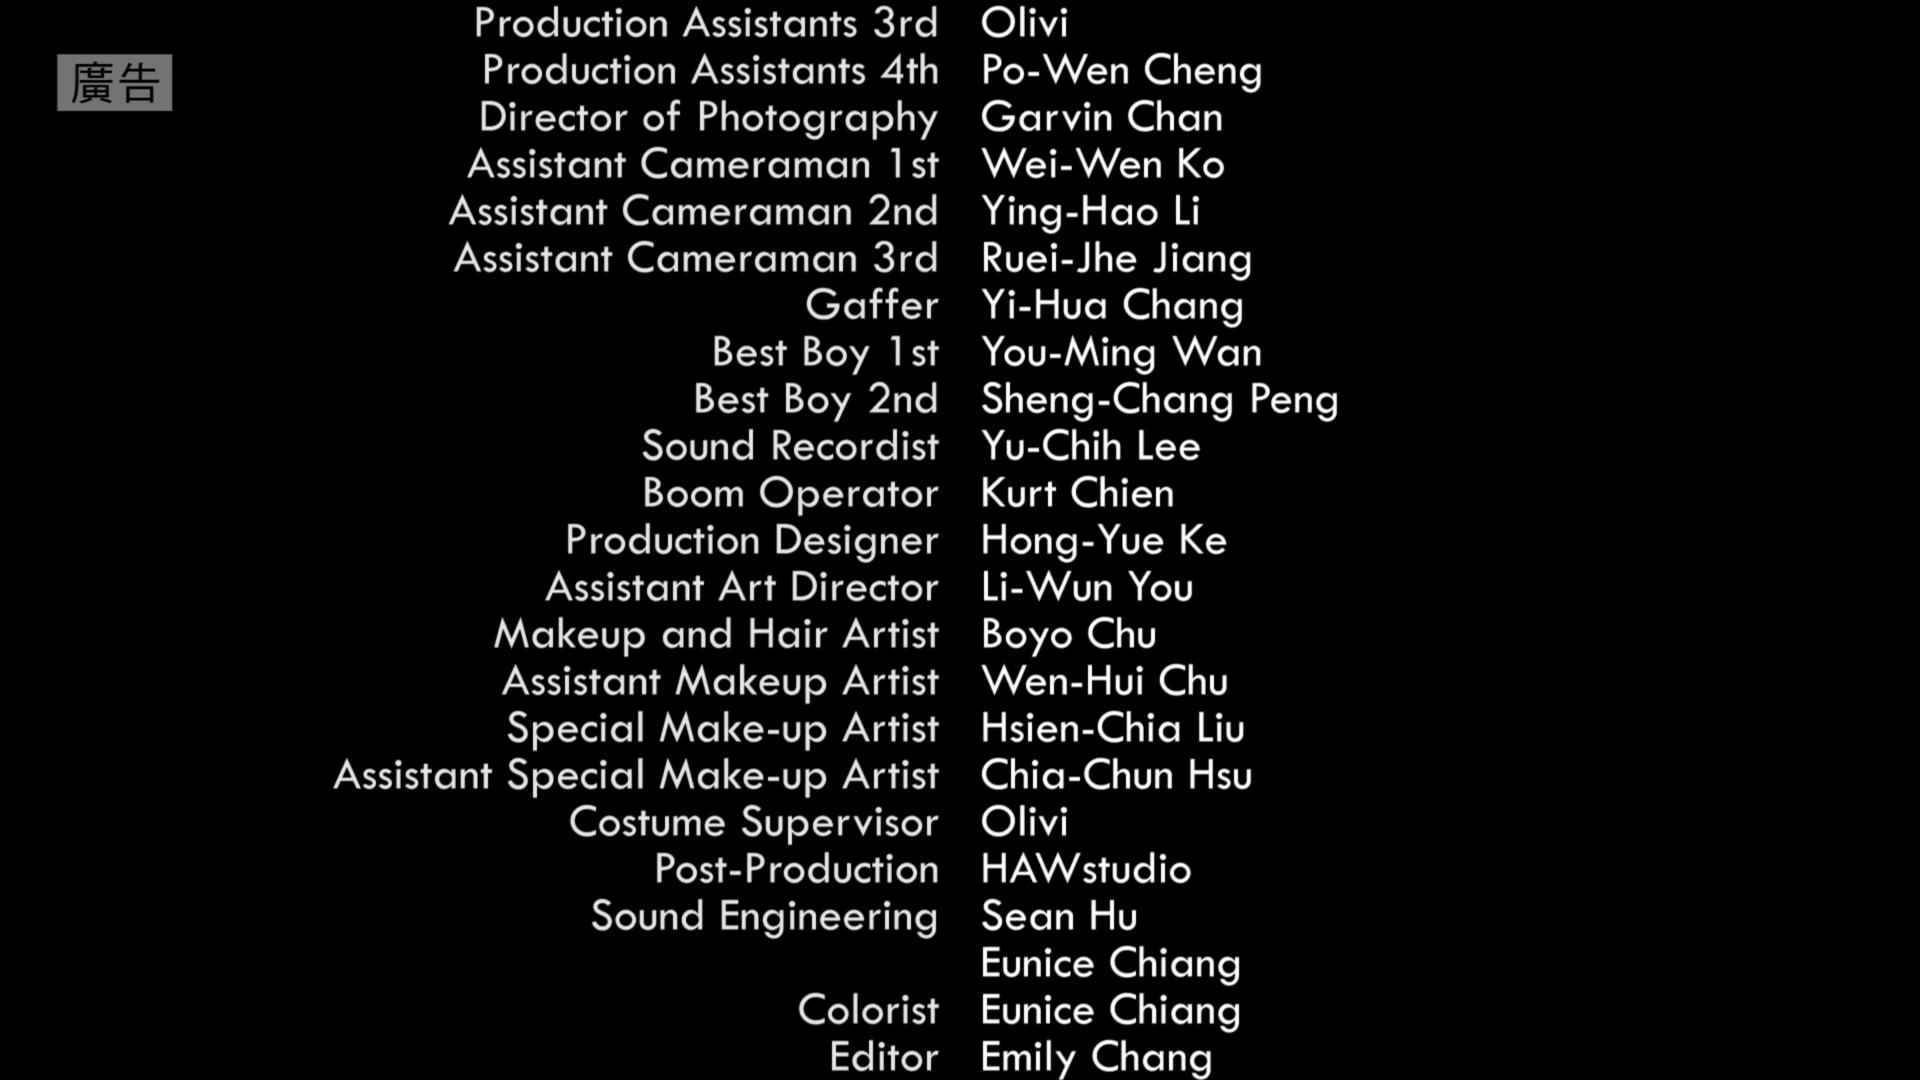 Production Assistants 3rd Olivi
廣告
Production Assistants 4th Po-Wen Cheng
Director of Photography Garvin Chan
Assistant Cameraman 1st Wei-Wen Ko
Assistant Cameraman 2nd Ying-Hao Li
Assistant Cameraman 3rd Ruei-Jhe Jiang
Gaffer Yi-Hua Chang
Best Boy 1st You-Ming Wan
Best Boy 2nd Sheng-Chang Peng
Sound Recordist Yu-Chih Lee
Boom Operator Kurt Chien
Production Designer Hong-Yue Ke
Assistant Art Director Li-Wun You
Makeup and Hair Artist Boyo Chu
Assistant Makeup Artist Wen-Hui Chu
Special Make-up Artist Hsien-Chia Liu
Assistant Special Make-up Artist Chia-Chun Hsu
Costume Supervisor Olivi
Post-Production HAWstudio
Sound Engineering Sean Hu
Eunice Chiang
Colorist Eunice Chiang
Editor Emily Chang